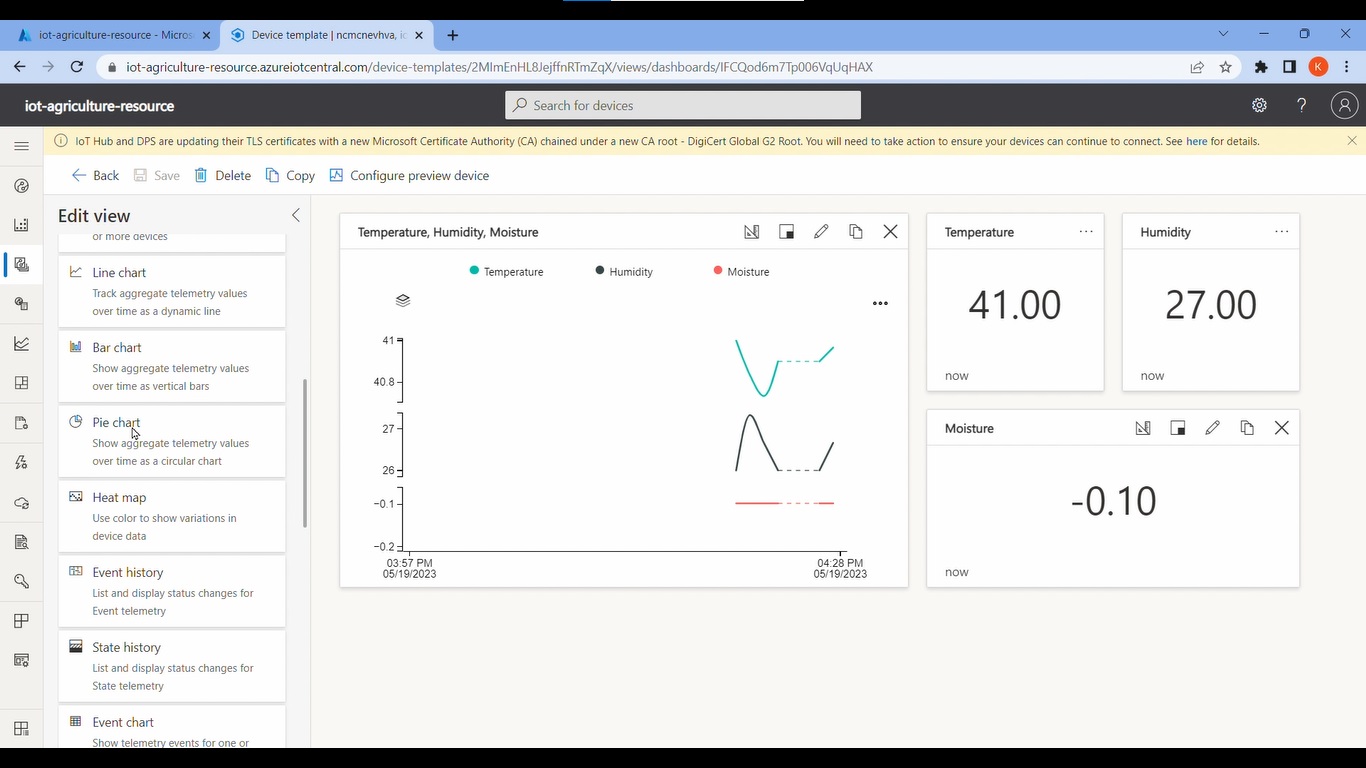 iot-agriculture-resource - Micros
Device template | ncmcnevhva, io
iot-agriculture-resource.azureiotcentral.com/device-templates/2MlmEnHL8JejffnRTmZqX/views/dashboards/IFCQod6m7Tp006VqUqHAX
K
iot-agriculture-resource
Search for devices
IoT Hub and DPS are updating their TLS certificates with a new Microsoft Certificate Authority (CA) chained under a new CA root - DigiCert Global G2 Root. You will need to take action to ensure your devices can continue to connect. See here for details.
Back Save Delete Copy Configure preview device
Edit view
or more devices
Line chart
Track aggregate telemetry values
over time as a dynamic line
Bar chart
Show aggregate telemetry values
over time as vertical bars
Pie chart
Show aggregate telemetry values
over time as a circular chart
Heat map
Use color to show variations in
device data
Event history
List and display status changes for
Event telemetry
State history
List and display status changes for
State telemetry
Event chart
Show telemetry events for one or
Temperature, Humidity, Moisture
Temperature Humidity Moisture
41
40.8
27
26
-0.1
-0.2
03:57 PM 04:28 PM
05/19/2023 05/19/2023
Temperature
41.00
now
Humidity
27.00
now
Moisture
-0.10
now